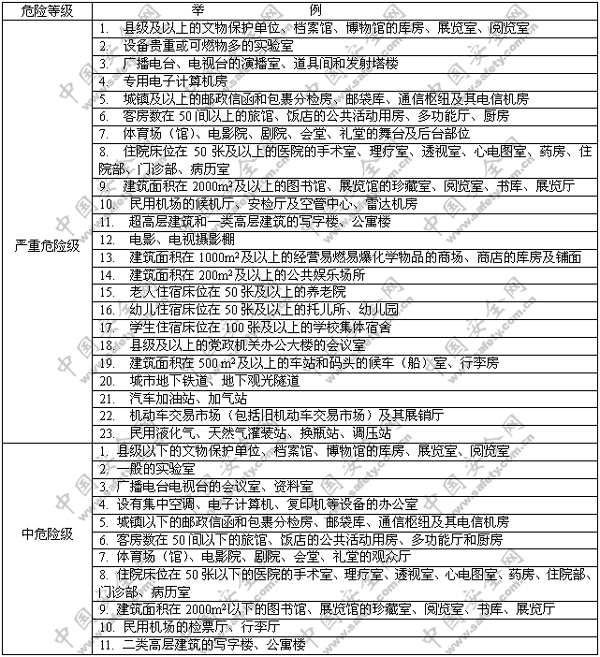 危险等级 举 例
严重危险级
1. 县级及以上的文物保护单位、档案馆、博物馆的库房、展览室、阅览室
2. 设备贵重或可燃物多的实验室
3. 广播电台、电视台的演播室、道具间和发射塔楼
4. 专用电子计算机房
5. 城镇及以上的邮政信函和包裹分检房、邮袋库、通信枢纽及其电信机房
6. 客房数在 50 间以上的旅馆、饭店的公共活动用房、多功能厅、厨房
7. 体育场（馆）、电影院、剧院、会堂、礼堂的舞台及后台部位
8. 住院床位在 50 张及以上的医院的手术室、理疗室、透视室、心电图室、药房、住
院部、门诊部、病历室
9. 建筑面积在 2000m²及以上的图书馆、展览馆的珍藏室、阅览室、书库、展览厅
10. 民用机场的候机厅、安检厅及空管中心、雷达机房
11. 超高层建筑和一类高层建筑的写字楼、公寓楼
12. 电影、电视摄影棚
13. 建筑面积在 1000m²及以上的经营易燃易爆化学物品的商场、商店的库房及铺面
14. 建筑面积在 200m²及以上的公共娱乐场所
15. 老人住宿床位在 50 张及以上的养老院
16. 幼儿住宿床位在 50 张及以上的托儿所、幼儿园
17. 学生住宿床位在 100 张及以上的学校集体宿舍
18. 县级及以上的党政机关办公大楼的会议室
19. 建筑面积在 500 m²及以上的车站和码头的候车（船）室、行李房
20. 城市地下铁道、地下观光隧道
21. 汽车加油站、加气站
22. 机动车交易市场（包括旧机动车交易市场）及其展销厅
23. 民用液化气、天然气灌装站、换瓶站、调压站
中危险级
1. 县级以下的文物保护单位、档案馆、博物馆的库房、展览室、阅览室
2. 一般的实验室
3. 广播电台电视台的会议室、资料室
4. 设有集中空调、电子计算机、复印机等设备的办公室
5. 城镇以下的邮政信函和包裹分检房、邮袋库、通信枢纽及其电信机房
6. 客房数在 50 间以下的旅馆、饭店的公共活动用房、多功能厅和厨房
7. 体育场（馆）、电影院、剧院、会堂、礼堂的观众厅
8. 住院床位在 50 张以下的医院的手术室、理疗室、透视室、心电图室、药房、住院部、
门诊部、病历室
9. 建筑面积在 2000m²以下的图书馆、展览馆的珍藏室、阅览室、书库、展览厅
10. 民用机场的检票厅、行李厅
11. 二类高层建筑的写字楼、公寓楼
中国安全网
www.safety.com.cn